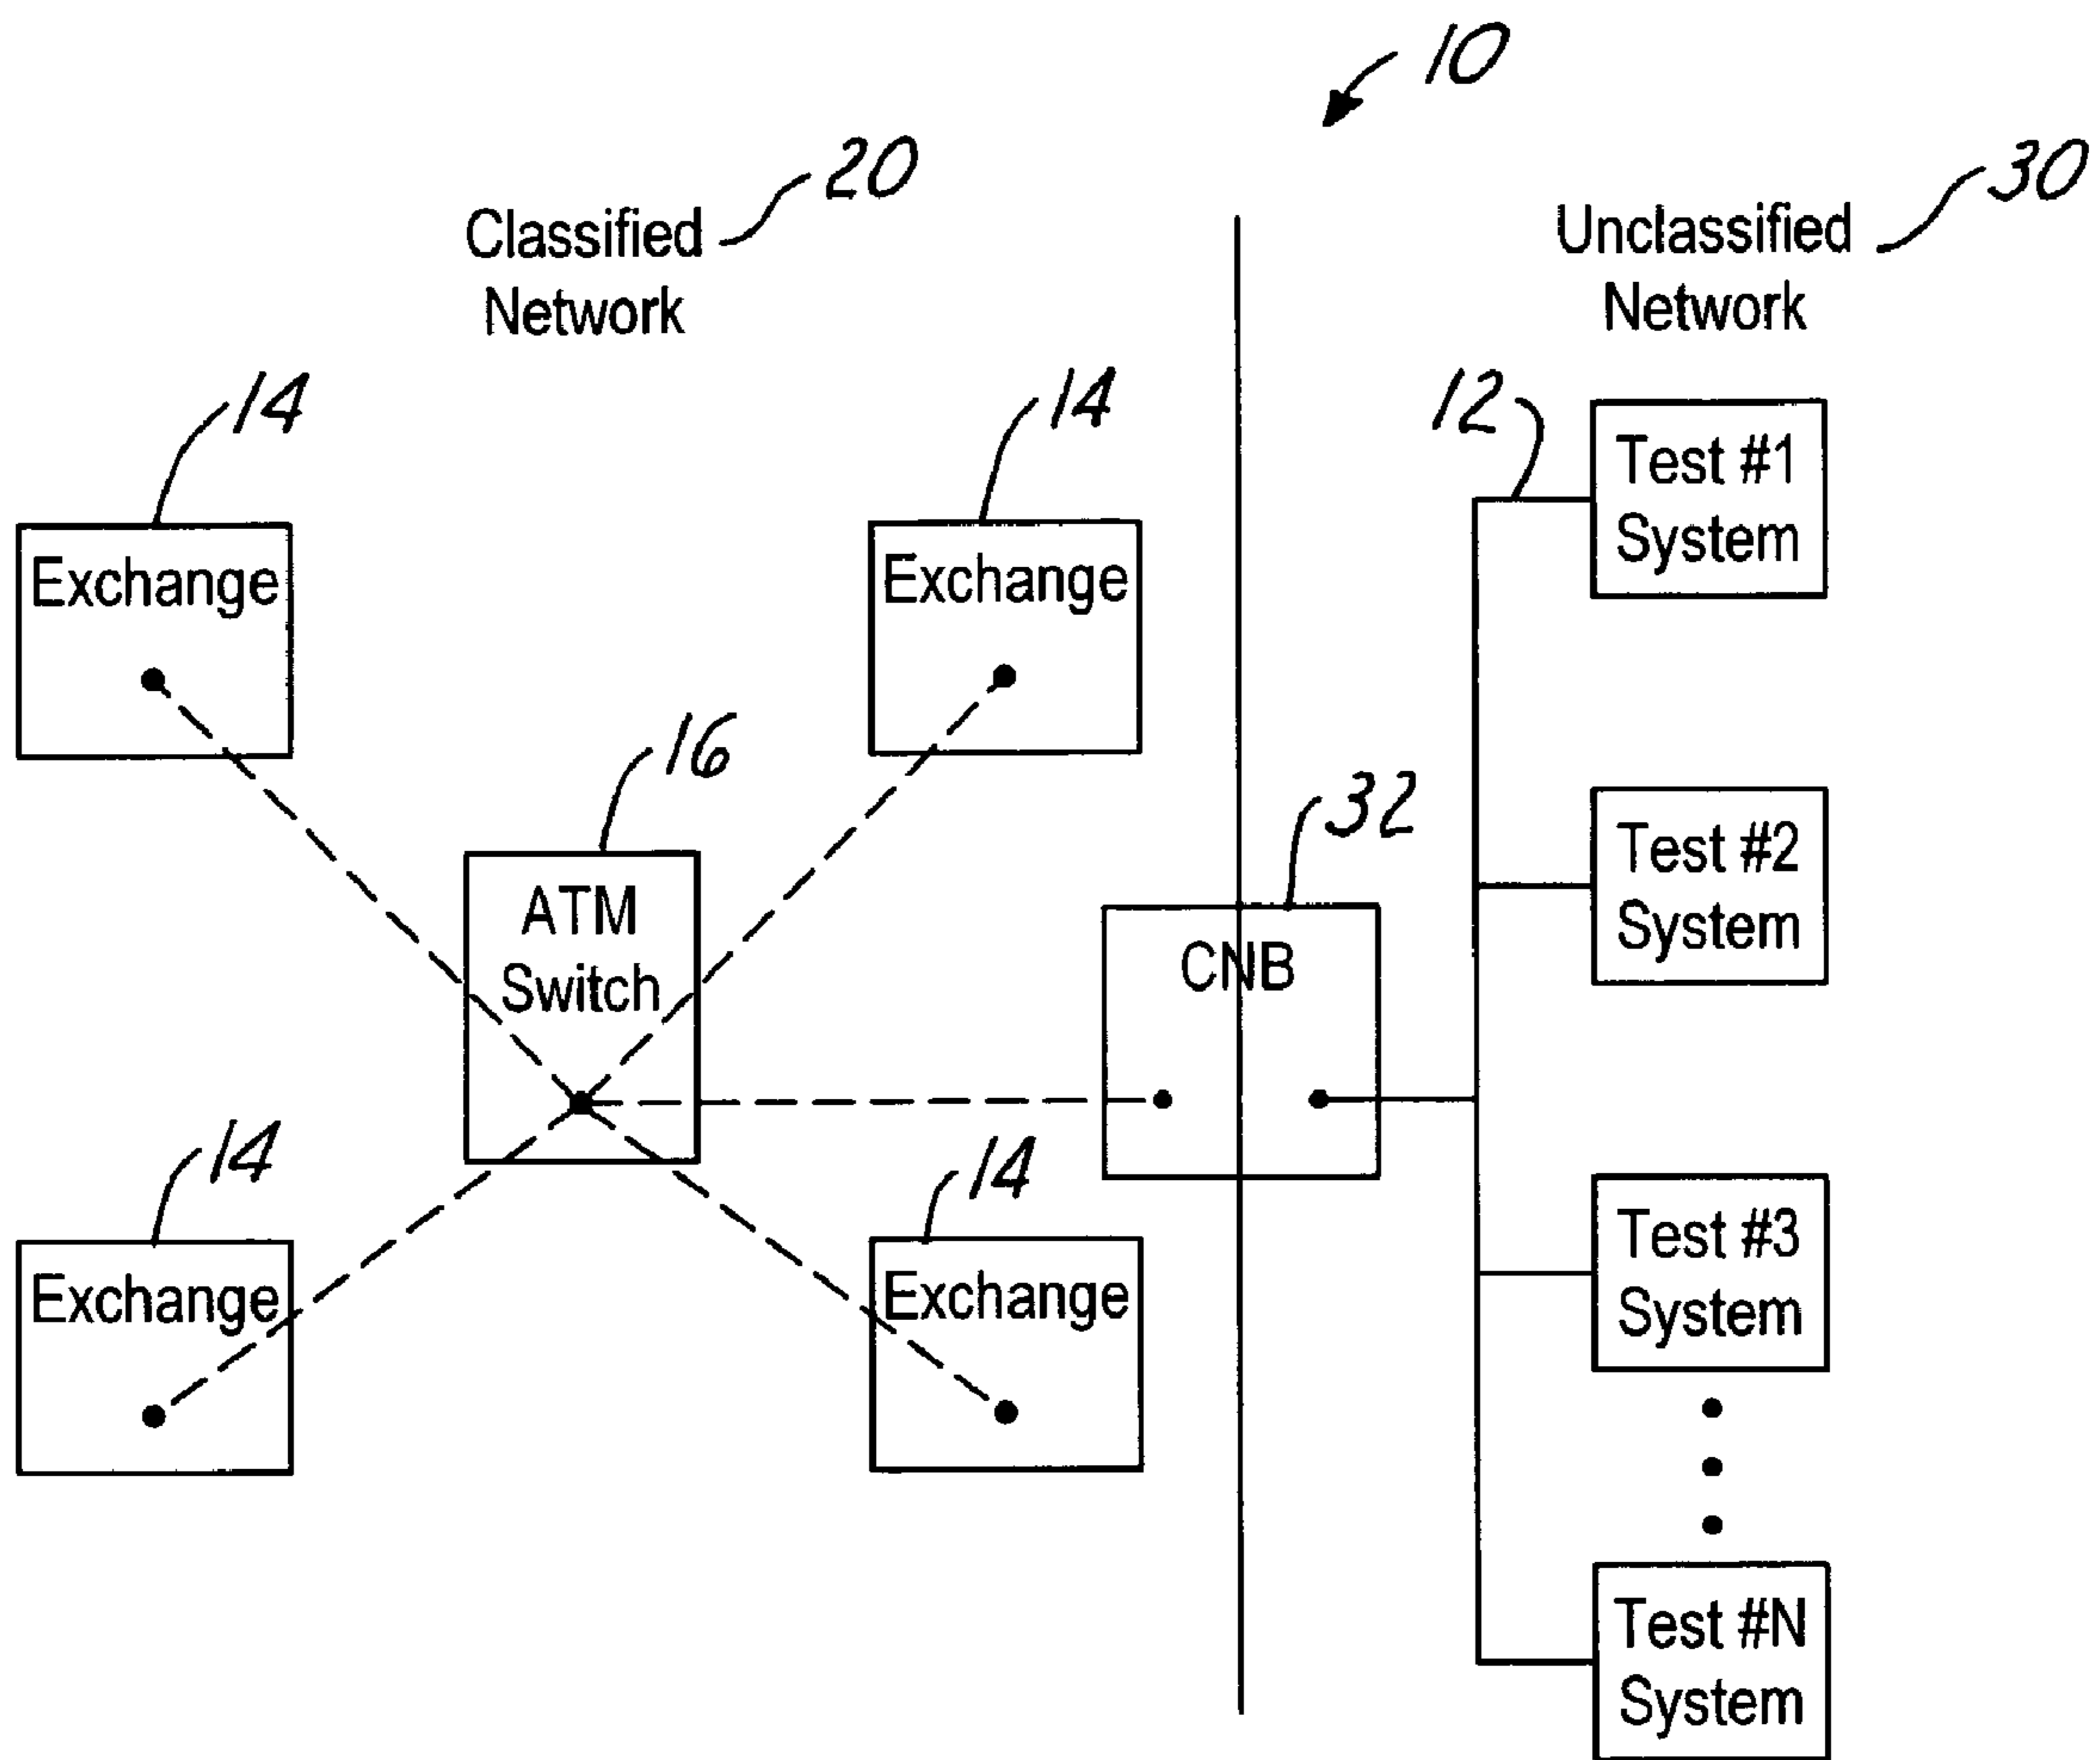 10
20
30
Classified
Network
Unclassified
Network
14
14
12
Test #1
System
Exchange
Exchange
16
32
Test #2
System
ATM
Switch
CNB
14
14
Test #3
System
Exchange
Exchange
Test #N
System